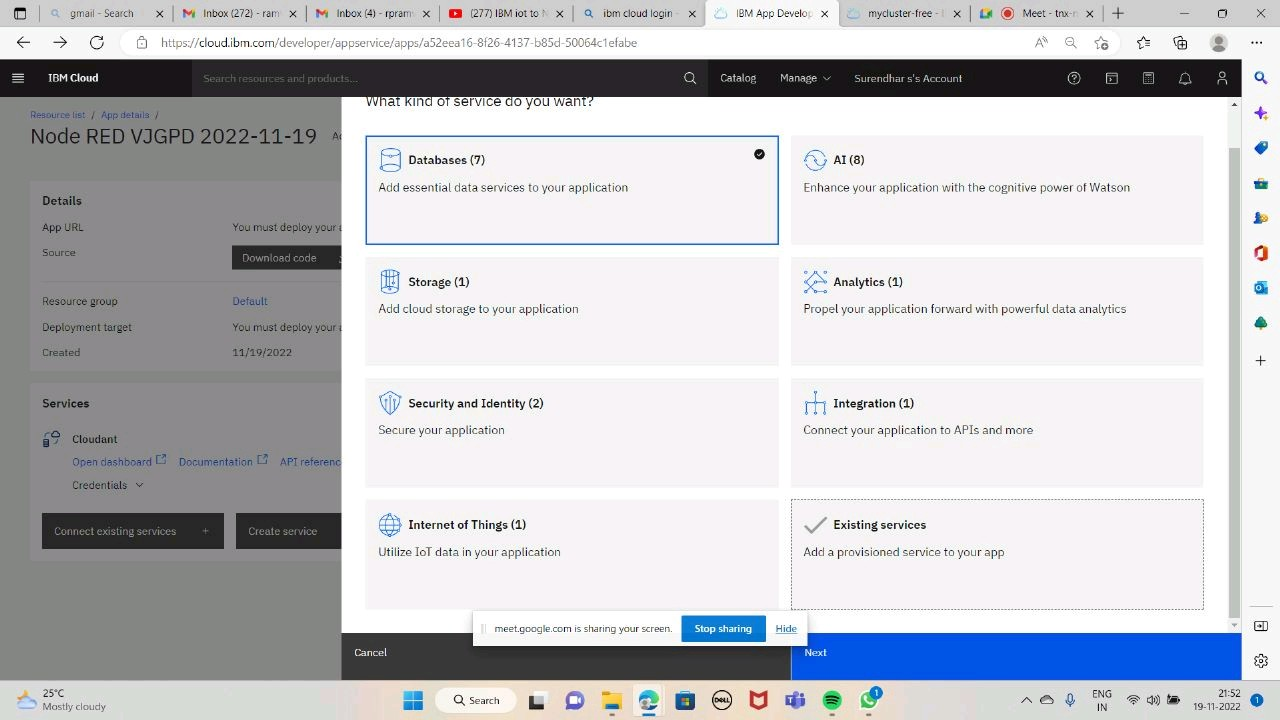 gmail - Search
Inbox (272) - ram
Inbox (4) - rpram
(277) IBM iot to N
ibm cloud login -
IBM App Develop
mycluster-free -
Meet - tnx-n
https://cloud.ibm.com/developer/appservice/apps/a52eea16-8f26-4137-b85d-50064c1efabe
IBM Cloud
Search resources and products...
Catalog
Manage
Surendhar s's Account
Resource list / App details /
Node RED VJGPD 2022-11-19
What kind of service do you want?
Details
App URL
You must deploy your
Source
Download code
Resource group
Default
Deployment target
You must deploy your
Created
11/19/2022
Services
Cloudant
Open dashboard
Documentation
API reference
Credentials
Connect existing services +
Create service
Databases (7)
Add essential data services to your application
AI (8)
Enhance your application with the cognitive power of Watson
Storage (1)
Add cloud storage to your application
Analytics (1)
Propel your application forward with powerful data analytics
Security and Identity (2)
Secure your application
Integration (1)
Connect your application to APIs and more
Internet of Things (1)
Utilize IoT data in your application
Existing services
Add a provisioned service to your app
meet.google.com is sharing your screen.
Stop sharing
Hide
Cancel
Next
25°C
Mostly cloudy
Search
DELL
1
ENG
IN
21:52
19-11-2022
1